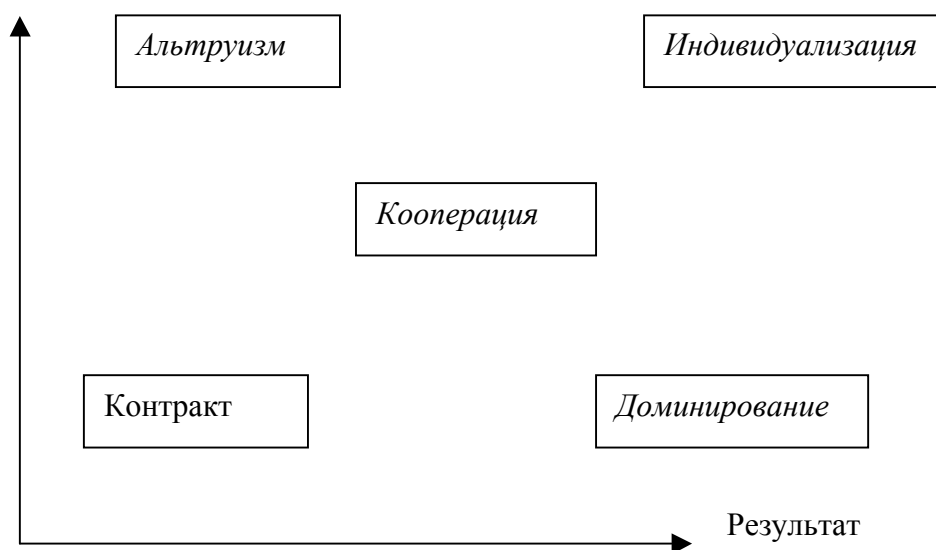 Альтруизм
Индивидуализация
Кооперация
Контракт
Доминирование
Результат